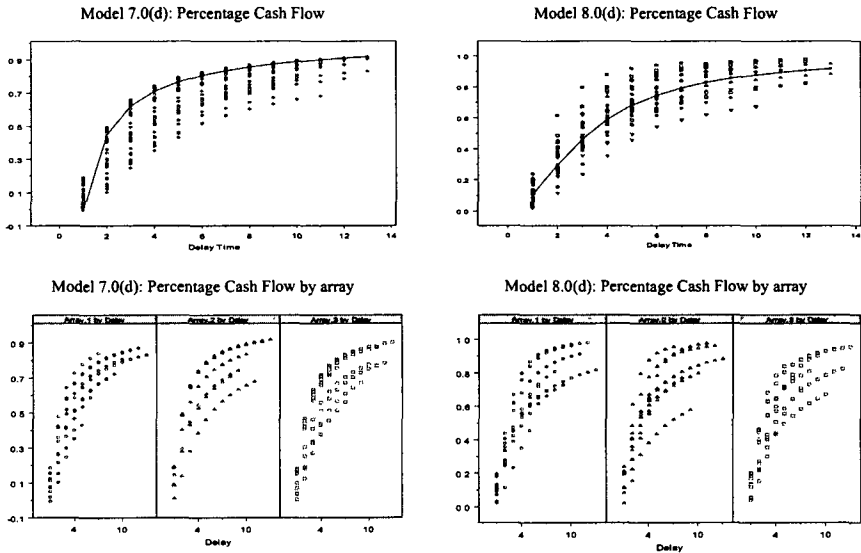 Model 7.0(d): Percentage Cash Flow
0.9
0.7
0.5
0.3
0.1
-0.1
0 2 4 6 8 10 12 14
Delay Time
Model 8.0(d): Percentage Cash Flow
1.0
0.8
0.6
0.4
0.2
0.0
0 2 4 6 8 10 12 14
Delay Time
Model 7.0(d): Percentage Cash Flow by array
Array.1 by Delay Array.2 by Delay Array.3 by Delay
0.9
0.7
0.5
0.3
0.1
-0.1
4 10 4 10 4 10
Delay
Model 8.0(d): Percentage Cash Flow by array
Array.1 by Delay Array.2 by Delay Array.3 by Delay
1.0
0.8
0.6
0.4
0.2
0.0
4 10 4 10 4 10
Delay